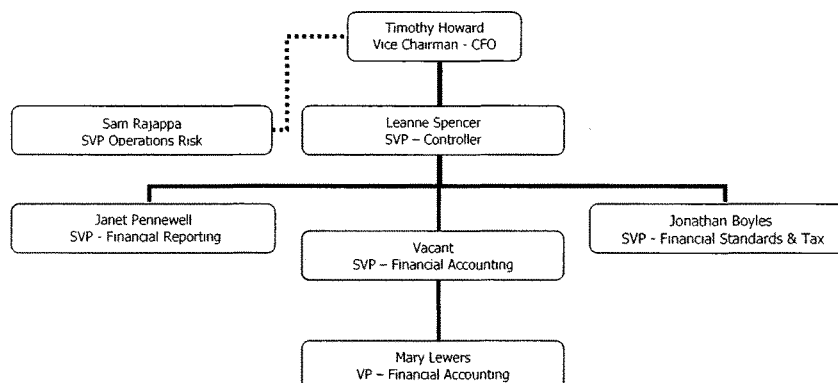 Timothy Howard
Vice Chairman - CFO
Sam Rajappa
SVP Operations Risk
Leanne Spencer
SVP – Controller
Janet Pennewell
SVP - Financial Reporting
Vacant
SVP – Financial Accounting
Jonathan Boyles
SVP - Financial Standards & Tax
Mary Lewers
VP – Financial Accounting